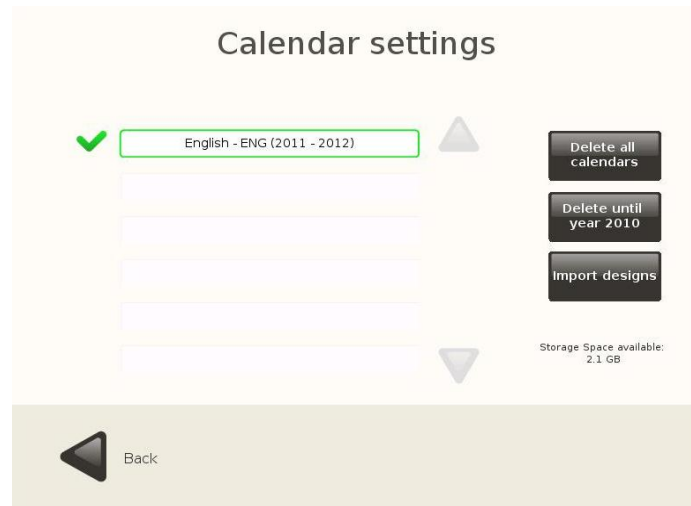 Calendar settings
English - ENG (2011 - 2012)
Delete all
calendars
Delete until
year 2010
Import designs
Storage Space available:
2.1 GB
Back